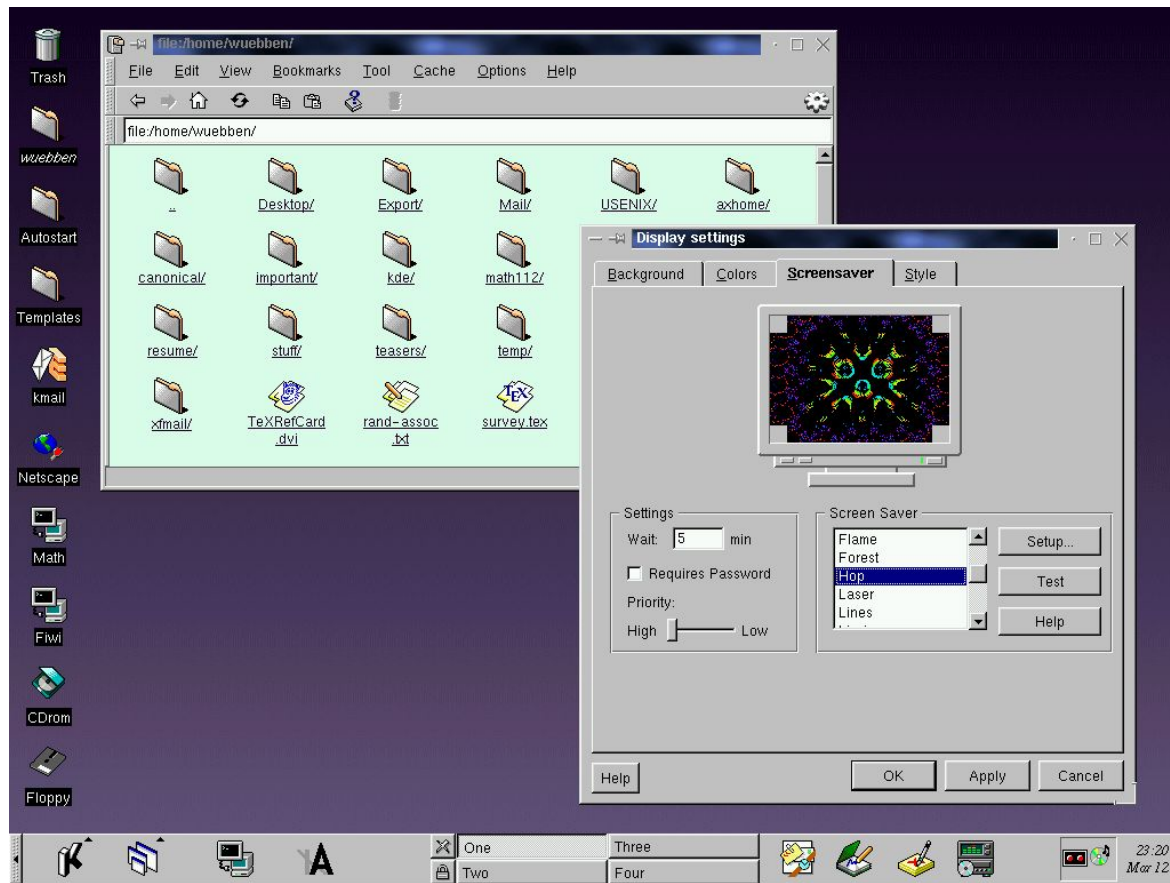 Trash
wuebben
Autostart
Templates
kmail
Netscape
Math
Fiwi
CDrom
Floppy
file:/home/wuebben/
File Edit View Bookmarks Tool Cache Options Help
file:/home/wuebben/
.. Desktop/ Export/ Mail/ USENIX/ axhome/
canonical/ important/ kde/ math112/
resume/ stuff/ teasers/ temp/
xfmail/ TeXRefCard rand-assoc survey.tex
.dvi .txt
Display settings
Background Colors Screensaver Style
Settings
Wait: 5 min
Requires Password
Priority:
High Low
Screen Saver
Flame
Forest
Hop
Laser
Lines
Setup...
Test
Help
Help OK Apply Cancel
One Three
Two Four
23:20
Mar 12